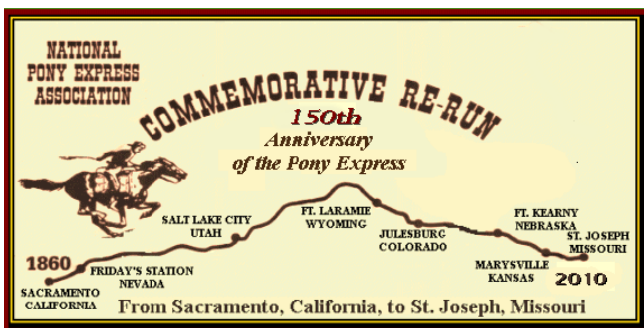 NATIONAL
PONY EXPRESS
ASSOCIATION
COMMEMORATIVE RE-RUN
150th
Anniversary
of the Pony Express
SALT LAKE CITY
UTAH
FT. LARAMIE
WYOMING
JULESBURG
COLORADO
FT. KEARNY
NEBRASKA
ST. JOSEPH
MISSOURI
1860
FRIDAY'S STATION
NEVADA
SACRAMENTO
CALIFORNIA
MARYSVILLE
KANSAS
2010
From Sacramento, California, to St. Joseph, Missouri